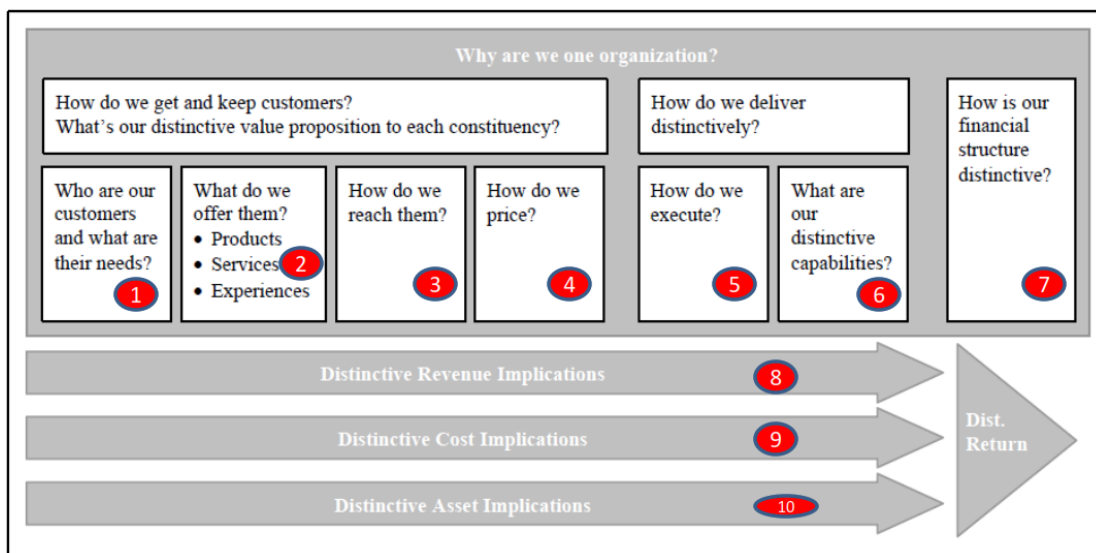 Why are we one organization?
How do we get and keep customers?
What's our distinctive value proposition to each constituency?
How do we deliver
distinctively?
How is our
financial
structure
distinctive?
7
Who are our
customers
and what are
their needs?
1
What do we
offer them?
• Products
• Services
2
• Experiences
How do we
reach them?
3
How do we
price?
4
How do we
execute?
5
What are
our
distinctive
capabilities?
6
Distinctive Revenue Implications
8
Distinctive Cost Implications
9
Distinctive Asset Implications
10
Dist.
Return